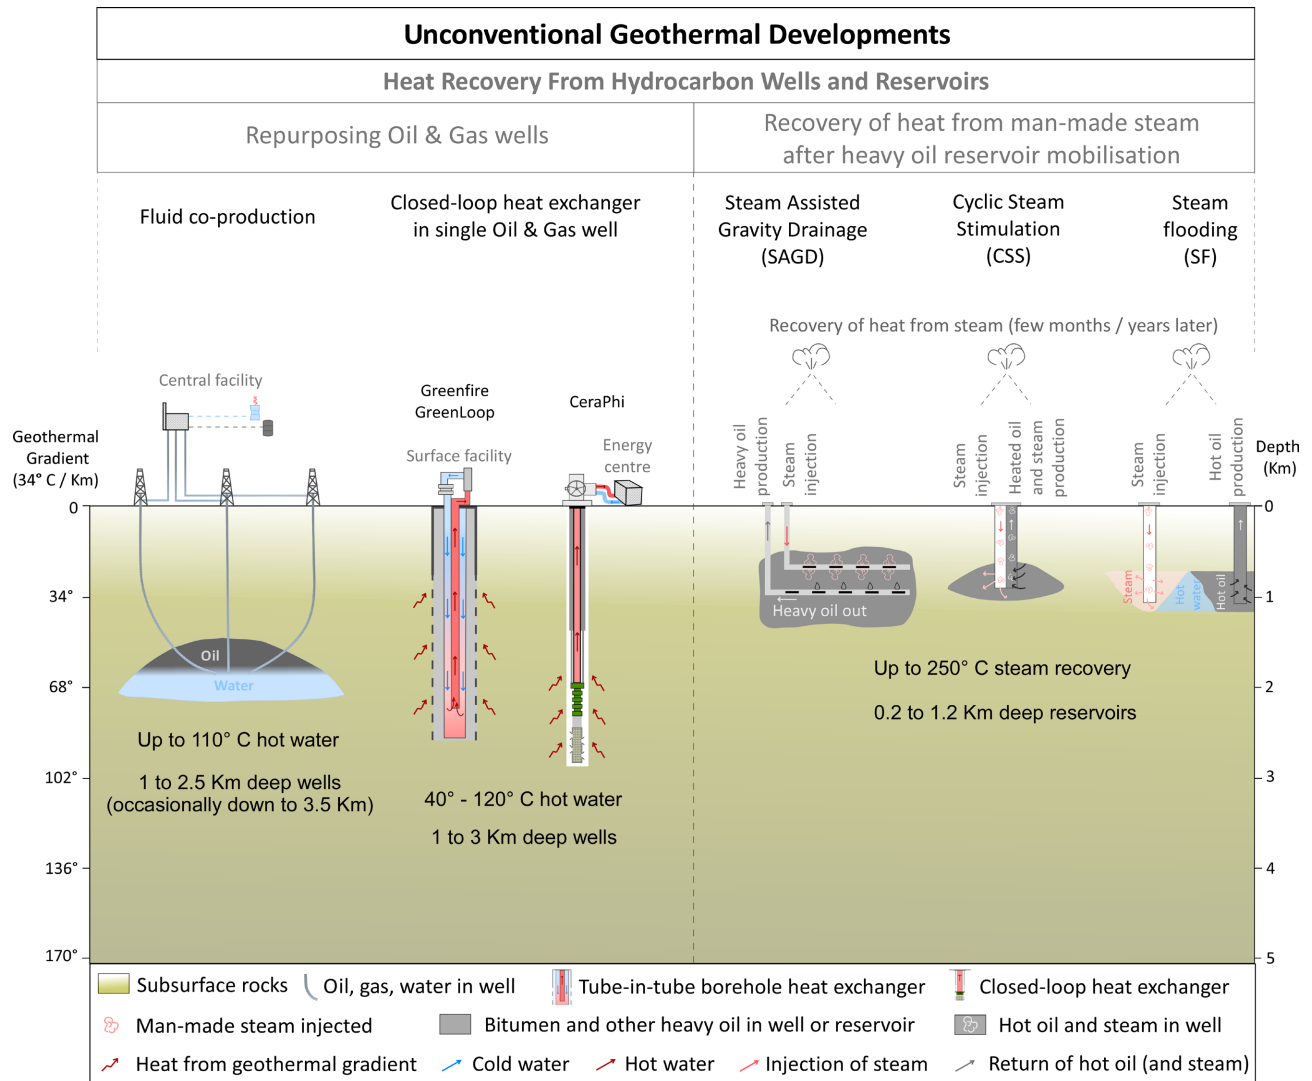 Unconventional Geothermal Developments
Heat Recovery From Hydrocarbon Wells and Reservoirs
Repurposing Oil & Gas wells
Recovery of heat from man-made steam
after heavy oil reservoir mobilisation
Fluid co-production
Closed-loop heat exchanger
in single Oil & Gas well
Steam Assisted
Gravity Drainage
(SAGD)
Cyclic Steam
Stimulation
(CSS)
Steam
flooding
(SF)
Recovery of heat from steam (few months / years later)
Central facility
Greenfire
GreenLoop
CeraPhi
Surface facility
Energy
centre
Heavy oil
production
Steam
injection
Steam
injection
Heated oil
and steam
production
Steam
injection
Hot oil
production
Geothermal
Gradient
(34° C / Km)
Depth
(Km)
0
34°
68°
102°
136°
170°
0
1
2
3
4
5
Oil
Water
Heavy oil out
Steam
Hot
water
Hot oil
Up to 110° C hot water
1 to 2.5 Km deep wells
(occasionally down to 3.5 Km)
40° - 120° C hot water
1 to 3 Km deep wells
Up to 250° C steam recovery
0.2 to 1.2 Km deep reservoirs
Subsurface rocks
Oil, gas, water in well
Tube-in-tube borehole heat exchanger
Closed-loop heat exchanger
Man-made steam injected
Bitumen and other heavy oil in well or reservoir
Hot oil and steam in well
Heat from geothermal gradient
Cold water
Hot water
Injection of steam
Return of hot oil (and steam)